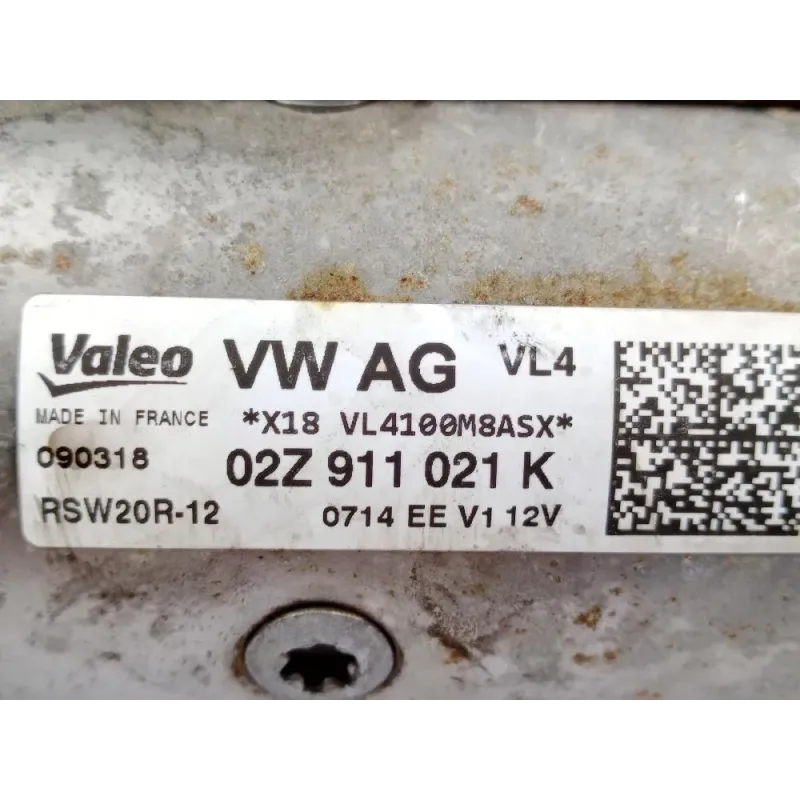 Valeo VW AG VL4
MADE IN FRANCE *X18 VL4100M8ASX*
090318 02Z 911 021 K
RSW20R-12 0714 EE V1 12V